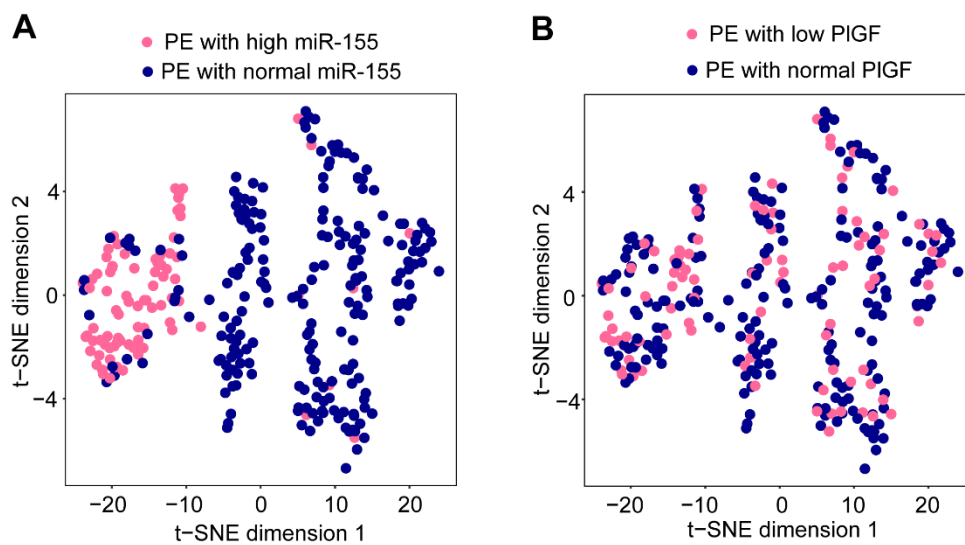 A
PE with high miR-155
PE with normal miR-155
t-SNE dimension 2
4
0
−4
−20
−10
0
10
20
t-SNE dimension 1
B
PE with low PlGF
PE with normal PlGF
t-SNE dimension 2
4
0
−4
−20
−10
0
10
20
t-SNE dimension 1